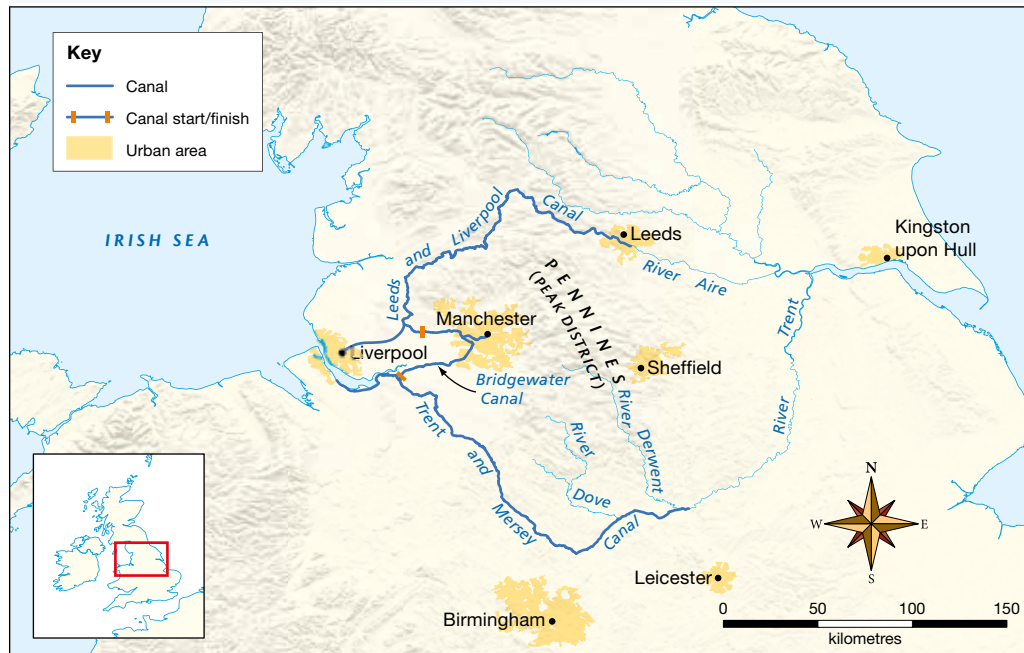 Key
Canal
Canal start/finish
Urban area
IRISH SEA
Leeds and Liverpool Canal
Leeds
River Aire
Kingston
upon Hull
PENNINES
(PEAK DISTRICT)
Manchester
Liverpool
Bridgewater
Canal
Sheffield
River Trent
River Derwent
River Dove
Trent and Mersey Canal
Leicester
Birmingham
N
W
E
S
0 50 100 150
kilometres